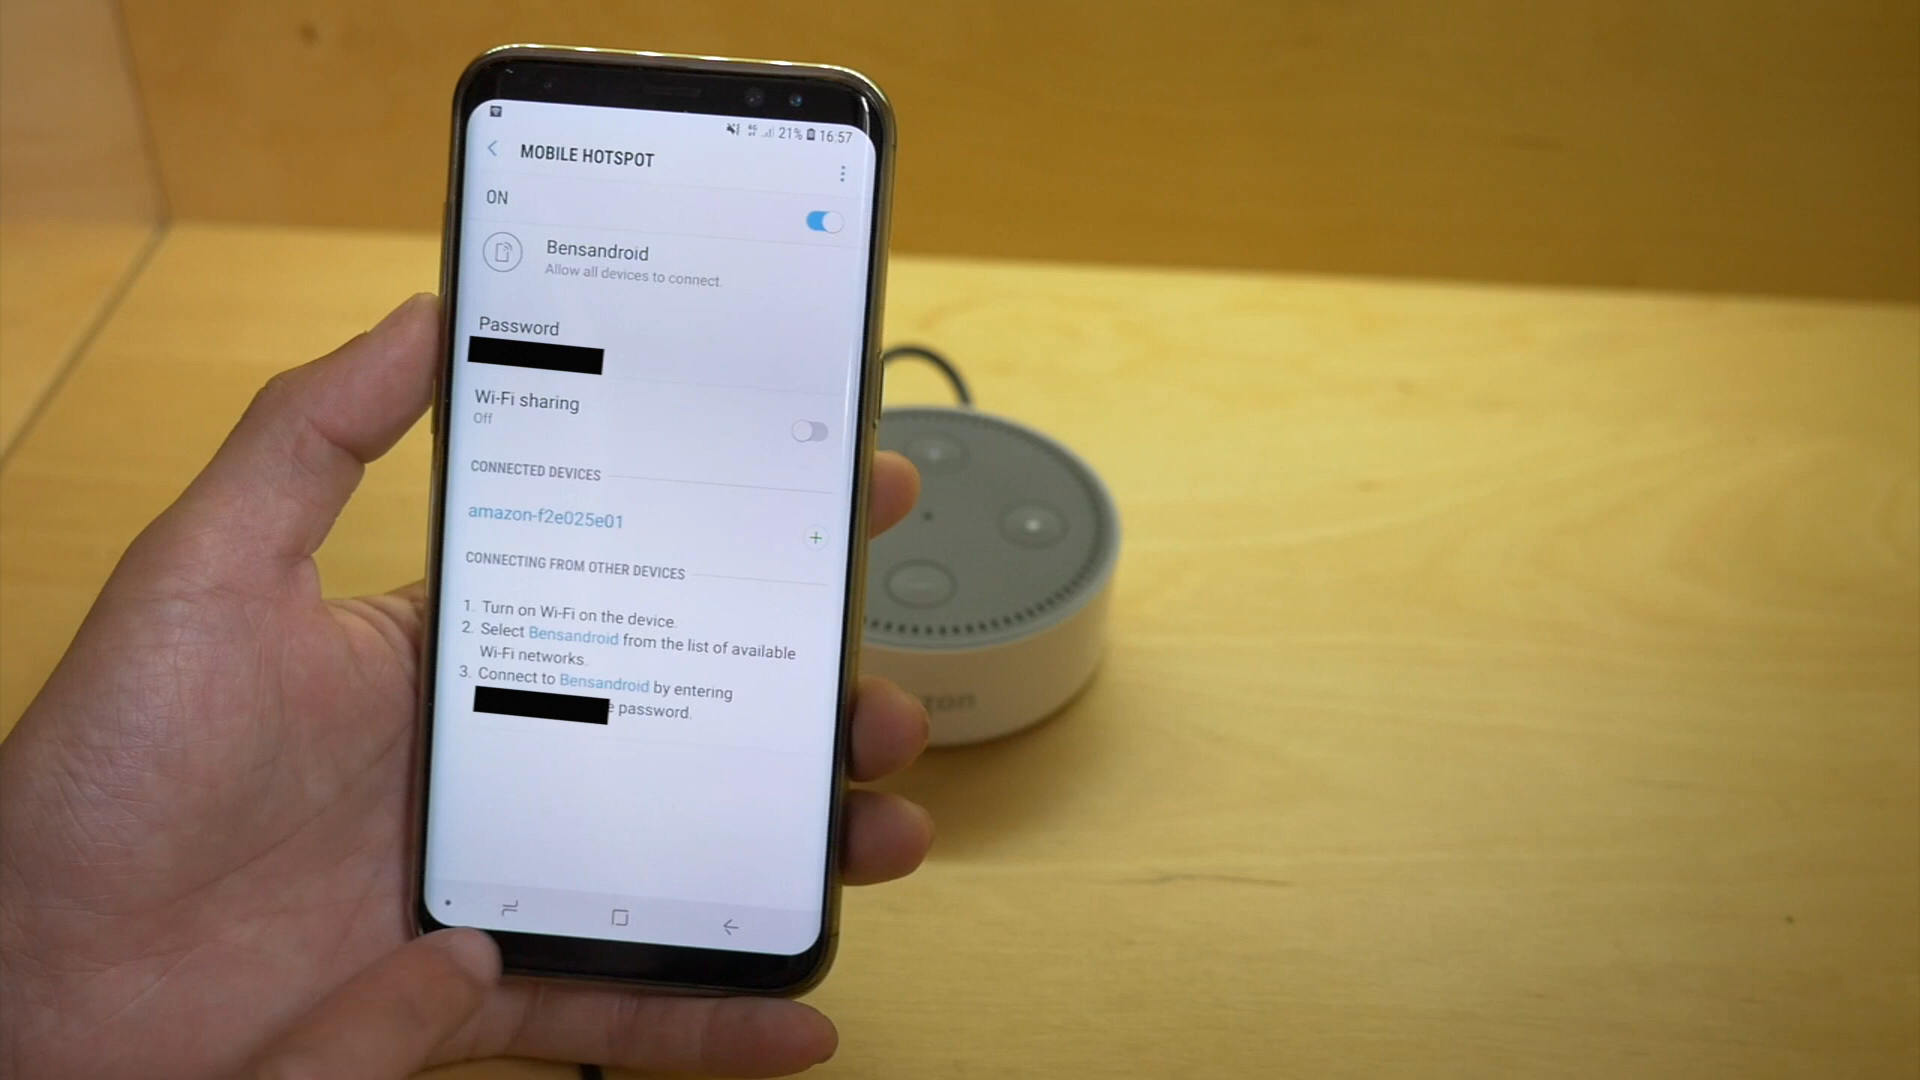 21% 16:57
MOBILE HOTSPOT
ON
Bensandroid
Allow all devices to connect.
Password
Wi-Fi sharing
Off
CONNECTED DEVICES
amazon-f2e025e01
CONNECTING FROM OTHER DEVICES
1. Turn on Wi-Fi on the device.
2. Select Bensandroid from the list of available
Wi-Fi networks.
3. Connect to Bensandroid by entering
password.